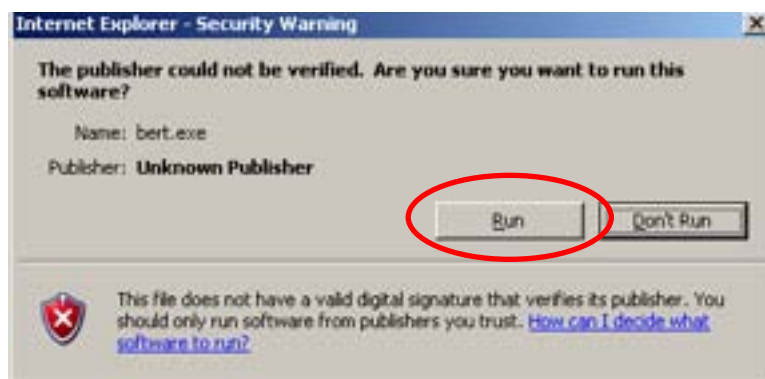 Internet Explorer - Security Warning
The publisher could not be verified. Are you sure you want to run this
software?
Name: bert.exe
Publisher: Unknown Publisher
Run Don't Run
This file does not have a valid digital signature that verifies its publisher. You
should only run software from publishers you trust. How can I decide what
software to run?